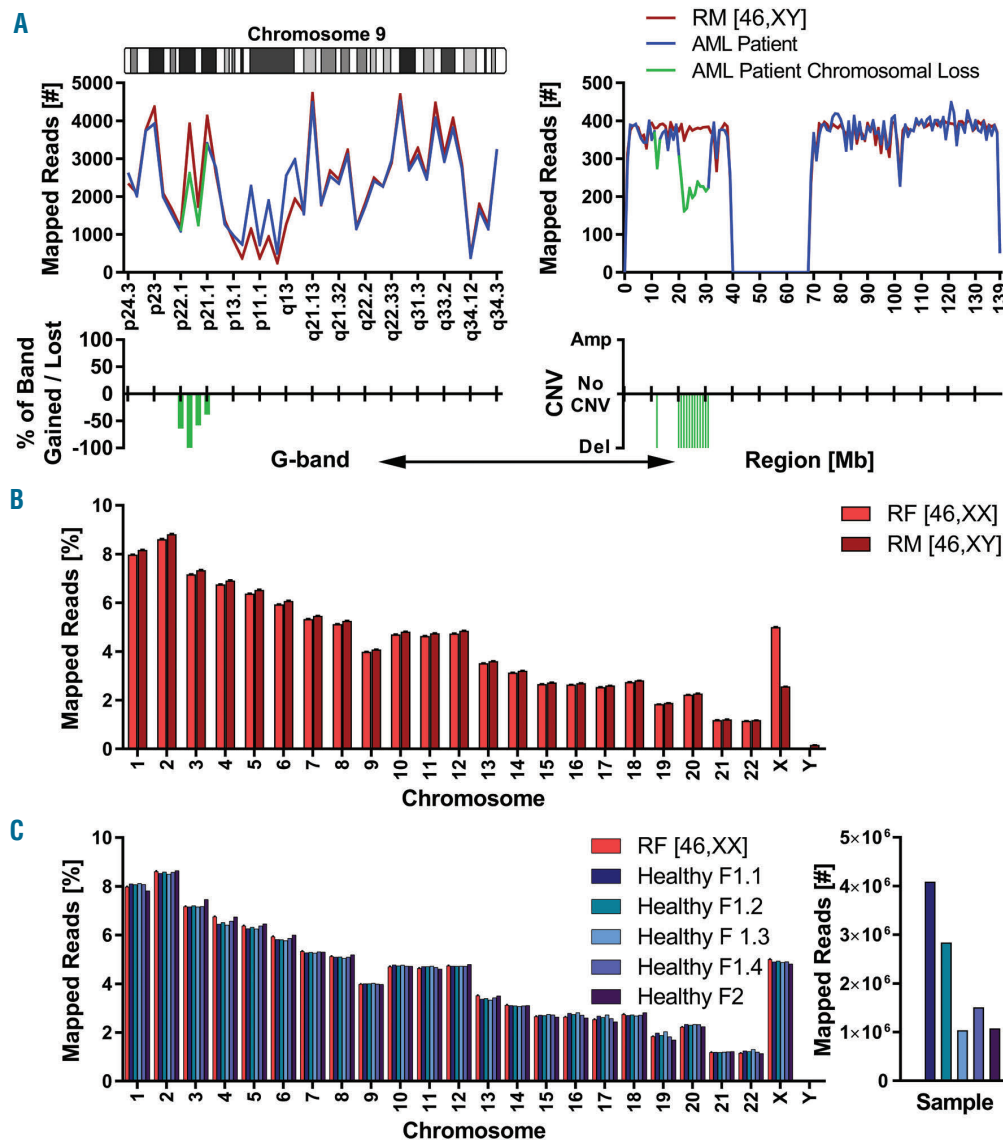 A
Chromosome 9
RM [46,XY]
AML Patient
AML Patient Chromosomal Loss
Mapped Reads [#]
5000
4000
3000
2000
1000
0
p24.3
p23
p22.1
p21.1
p13.1
p11.1
q13
q21.13
q21.32
q22.2
q22.33
q31.3
q33.2
q34.12
q34.3
Mapped Reads [#]
500
400
300
200
100
0
0
10
20
30
40
50
60
70
80
90
100
110
120
130
139
% of Band
Gained / Lost
100
50
0
-50
-100
G-band
CNV
Amp
No
CNV
Del
Region [Mb]
B
Mapped Reads [%]
10
8
6
4
2
0
RF [46,XX]
RM [46,XY]
1
2
3
4
5
6
7
8
9
10
11
12
13
14
15
16
17
18
19
20
21
22
X
Y
Chromosome
C
Mapped Reads [%]
10
8
6
4
2
0
RF [46,XX]
Healthy F1.1
Healthy F1.2
Healthy F 1.3
Healthy F1.4
Healthy F2
1
2
3
4
5
6
7
8
9
10
11
12
13
14
15
16
17
18
19
20
21
22
X
Y
Chromosome
Mapped Reads [#]
5×10⁶
4×10⁶
3×10⁶
2×10⁶
1×10⁶
0
Sample